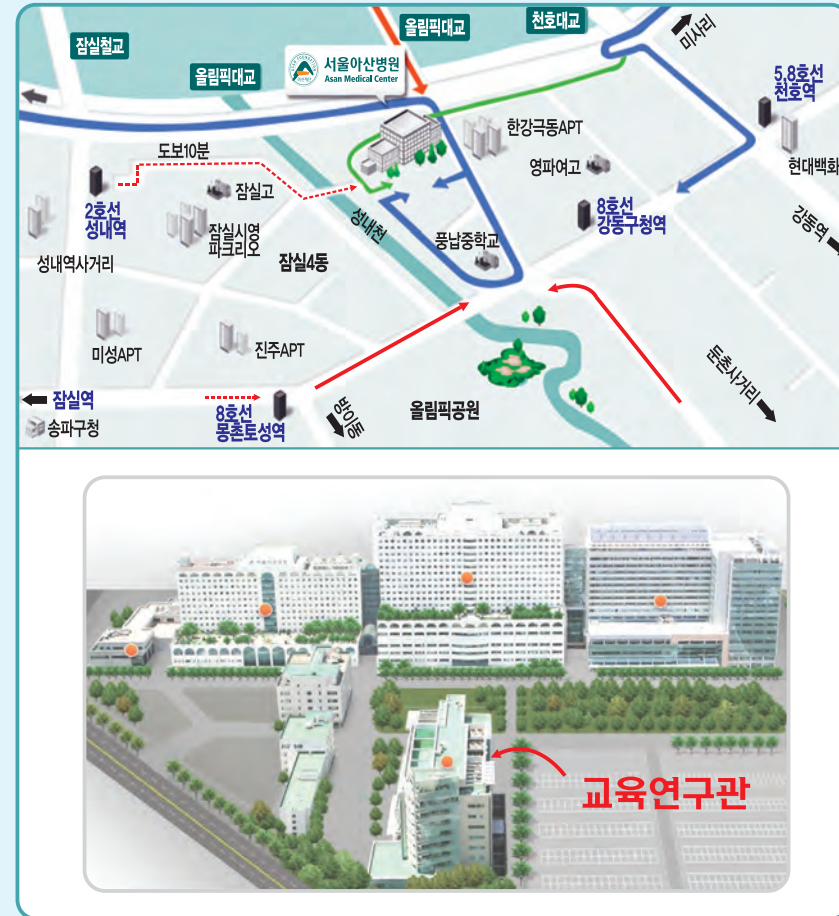 잠실철교
올림픽대교
올림픽대교
천호대교
미사리
서울아산병원
Asan Medical Center
5,8호선
천호역
한강극동APT
현대백화
도보10분
영파여고
잠실고
2호선
성내역
8호선
강동구청역
강동역
잠실시영
파크리오
성내천
풍납중학교
성내역사거리
잠실4동
미성APT
진주APT
둔촌사거리
잠실역
8호선
몽촌토성역
방이동
올림픽공원
송파구청
교육연구관